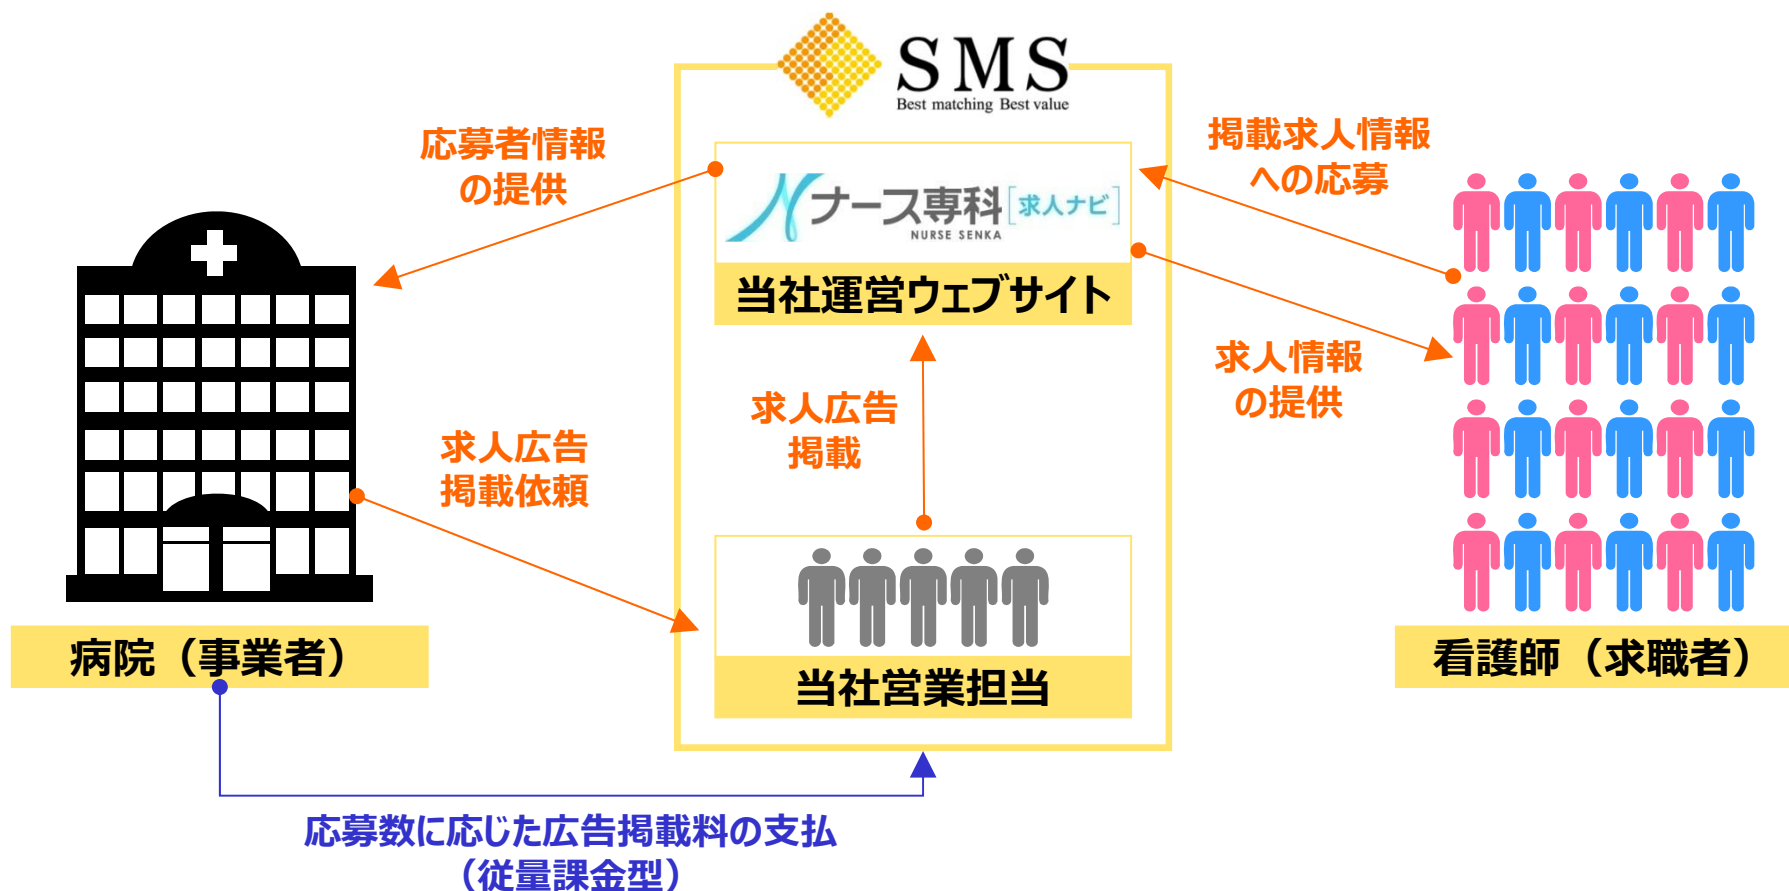 SMS
Best matching Best value
応募者情報
の提供
掲載求人情報
への応募
ナース専科［求人ナビ］
NURSE SENKA
当社運営ウェブサイト
求人情報
の提供
求人広告
掲載
求人広告
掲載依頼
病院（事業者）
当社営業担当
看護師（求職者）
応募数に応じた広告掲載料の支払
（従量課金型）